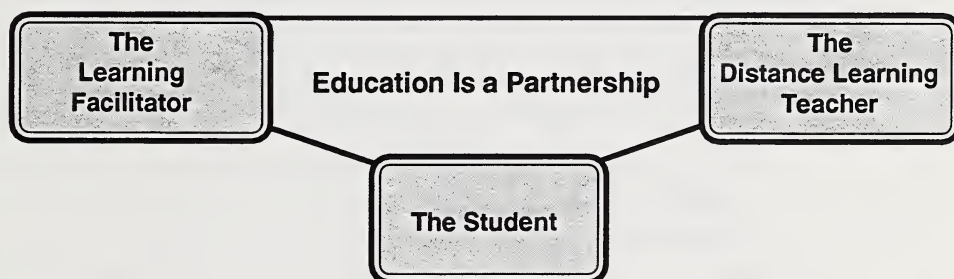 The
Learning
Facilitator
Education Is a Partnership
The
Distance Learning
Teacher
The Student